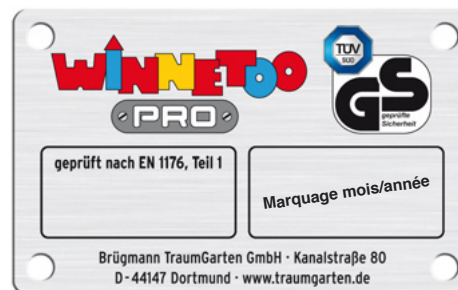 WINNETOO
PRO
TÜV
SÜD
GS
geprüfte
Sicherheit
geprüft nach EN 1176, Teil 1
Marquage mois/année
Brügmann TraumGarten GmbH · Kanalstraße 80
D-44147 Dortmund · www.traumgarten.de